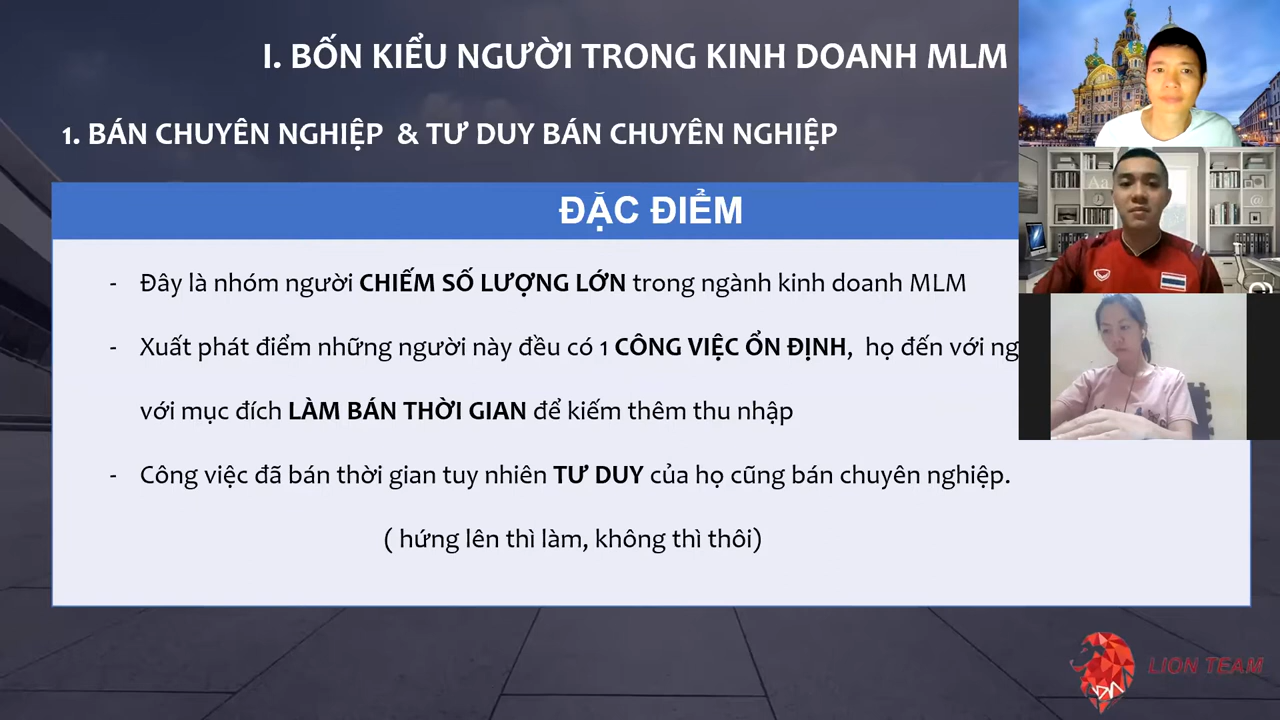 I. BỐN KIỂU NGƯỜI TRONG KINH DOANH MLM
1. BÁN CHUYÊN NGHIỆP & TƯ DUY BÁN CHUYÊN NGHIỆP
ĐẶC ĐIỂM
- Đây là nhóm người CHIẾM SỐ LƯỢNG LỚN trong ngành kinh doanh MLM
- Xuất phát điểm những người này đều có 1 CÔNG VIỆC ỔN ĐỊNH, họ đến với
với mục đích LÀM BÁN THỜI GIAN để kiếm thêm thu nhập
- Công việc đã bán thời gian tuy nhiên TƯ DUY của họ cũng bán chuyên nghiệp.
( hứng lên thì làm, không thì thôi)
LION TEAM